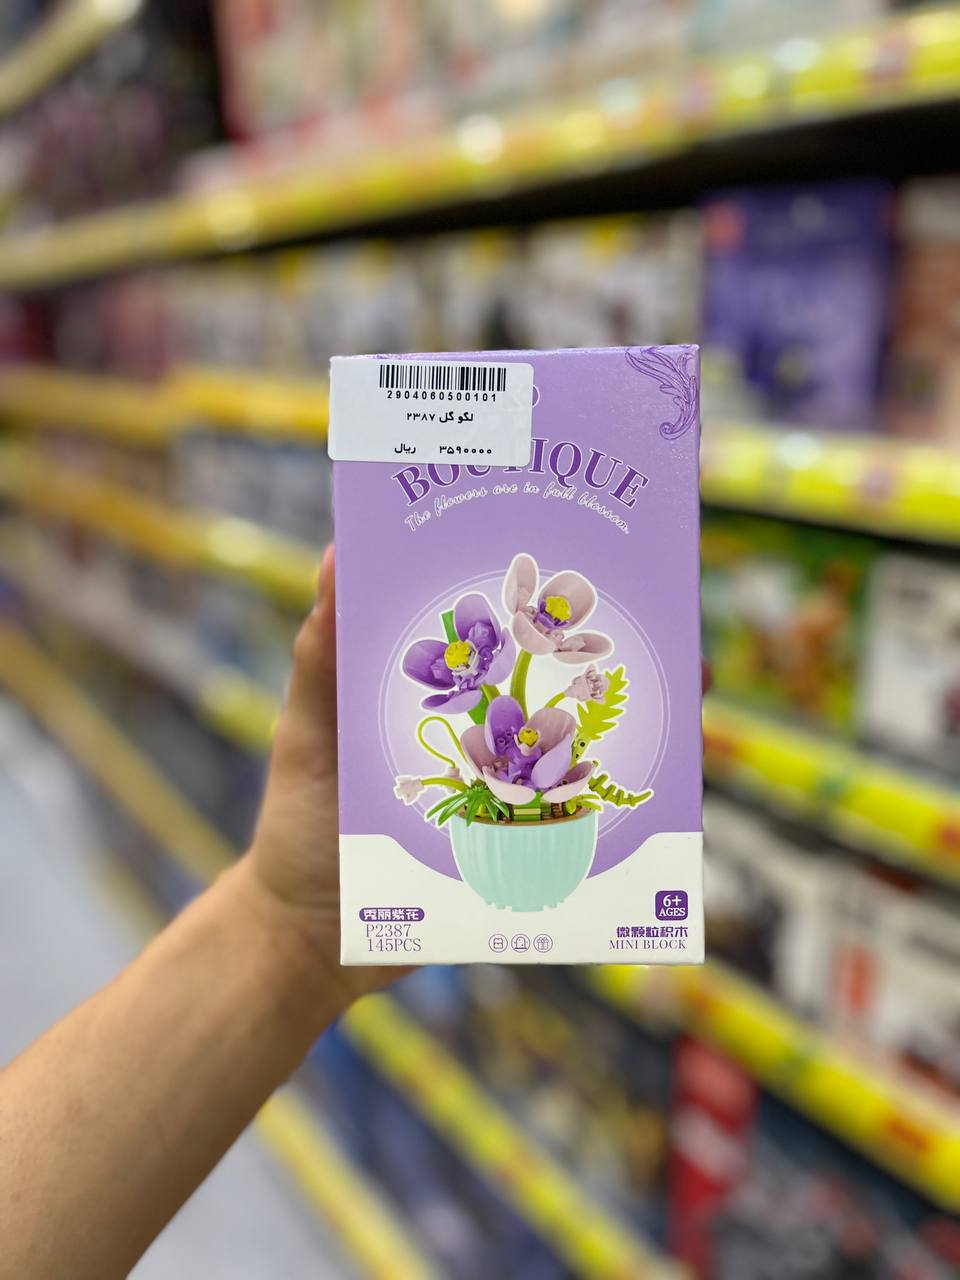 2904060500101
لگو گل ۲۳۸۷
۳۵۹۰۰۰۰ ریال
BOUTIQUE
The flowers are in full blossom.
秀丽紫花
P2387
145PCS
6+
AGES
微颗粒积木
MINI BLOCK